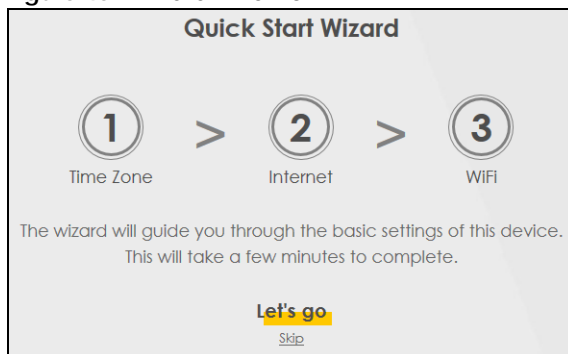 Quick Start Wizard
1 > 2 > 3
Time Zone Internet WiFi
The wizard will guide you through the basic settings of this device.
This will take a few minutes to complete.
Let's go
Skip